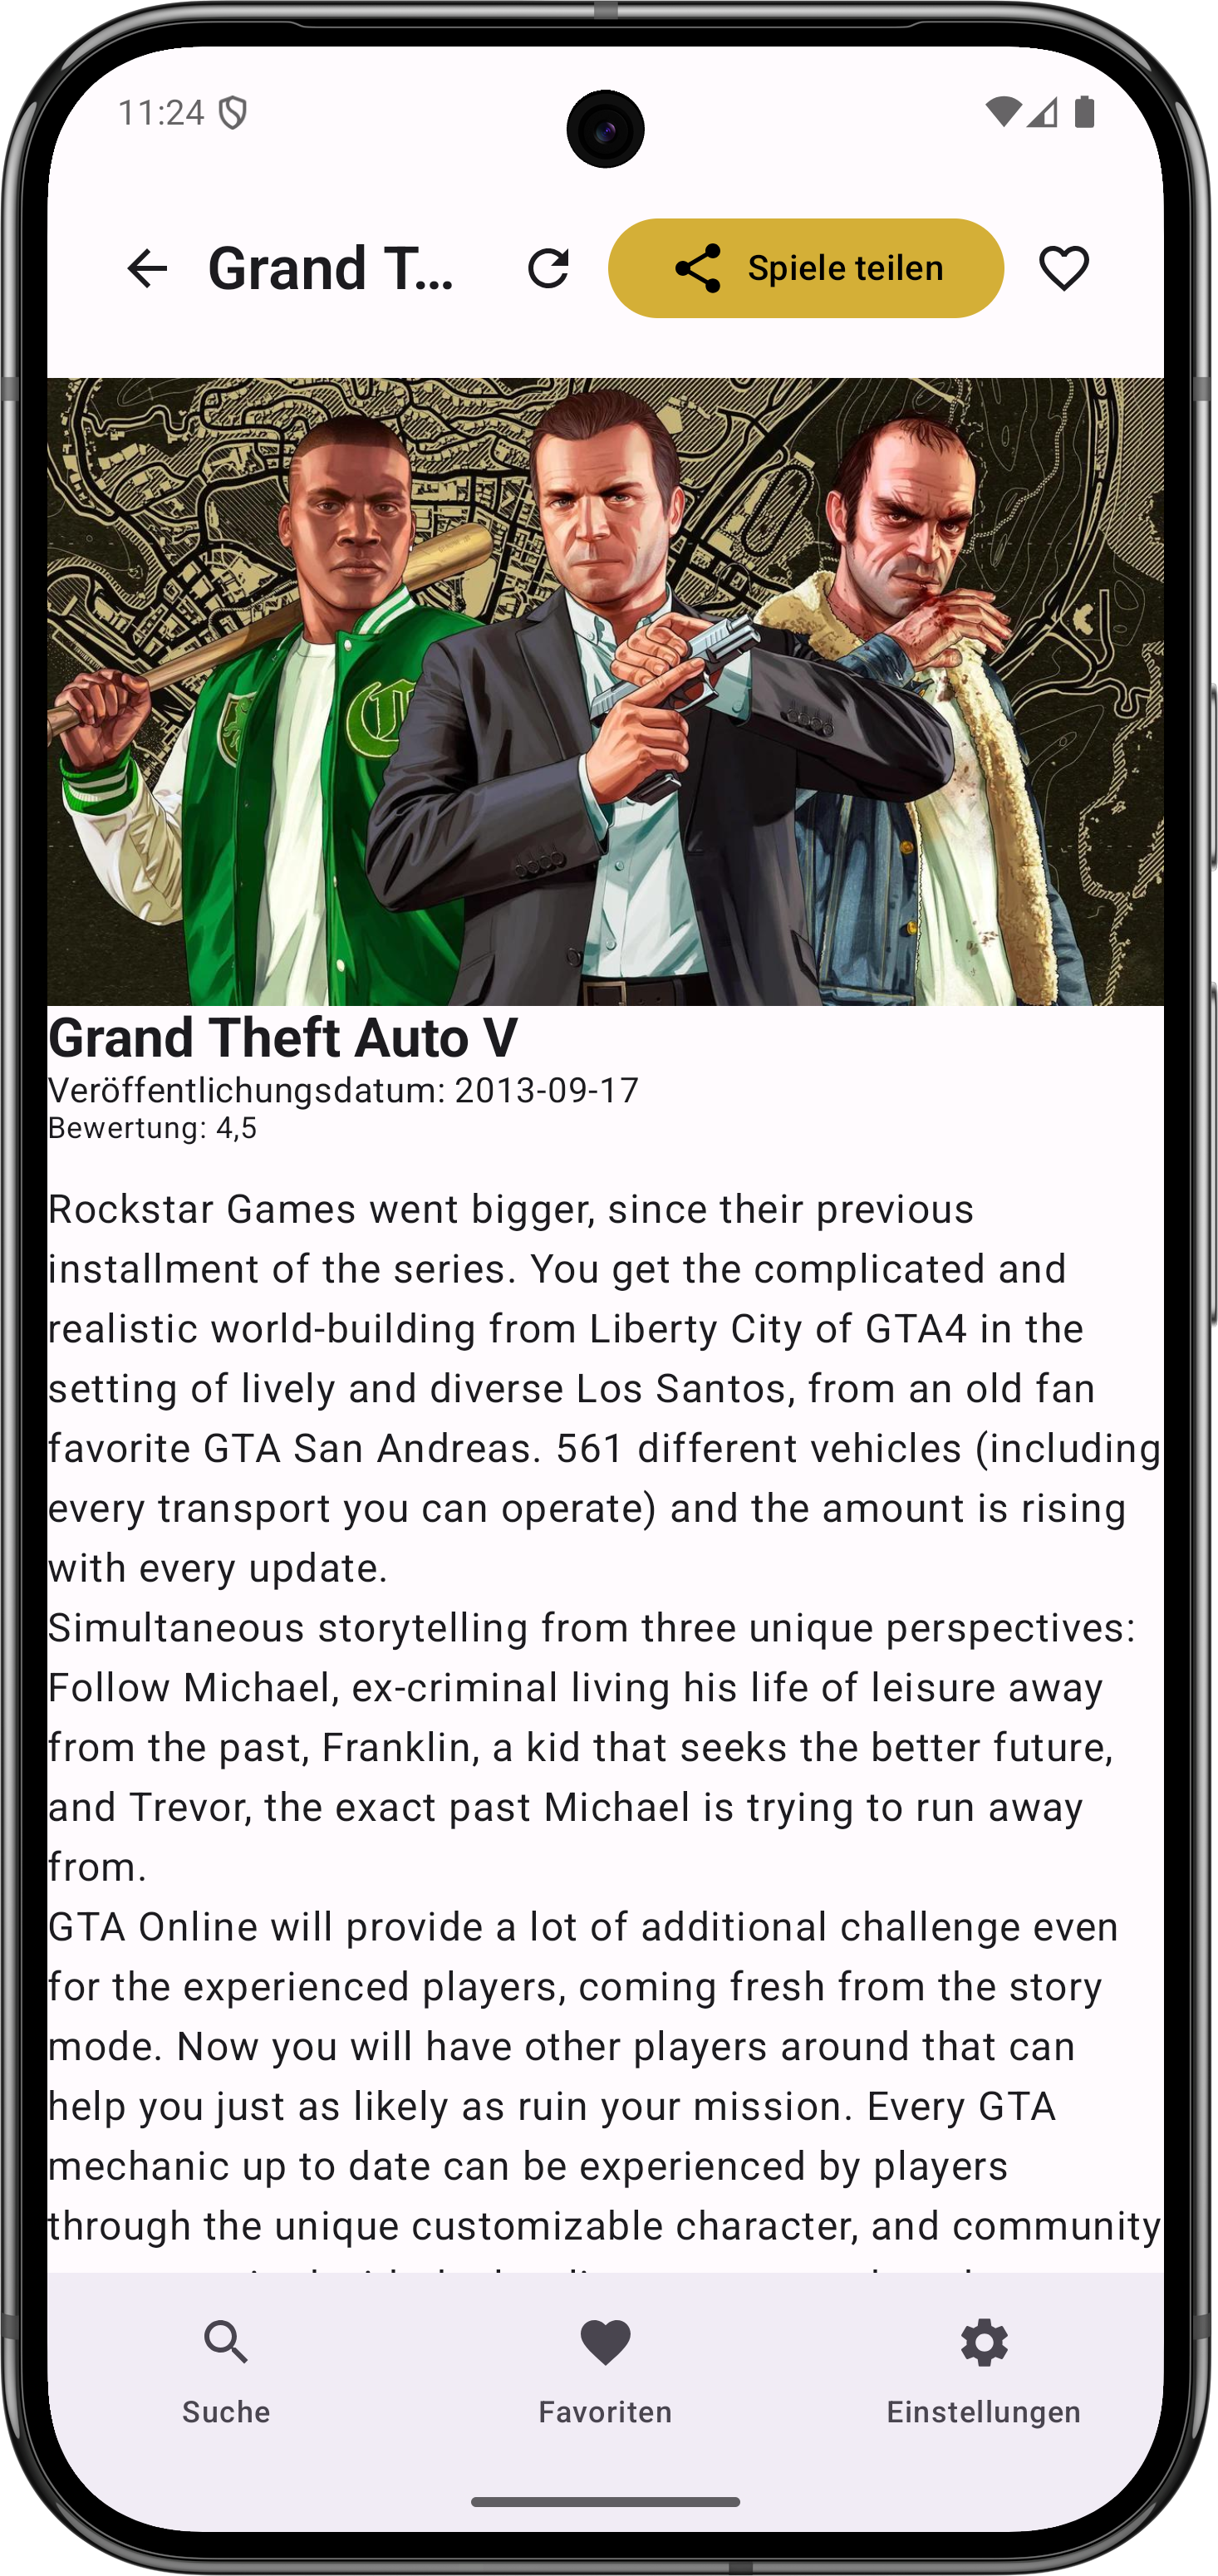 11:24
Grand T...
Spiele teilen
Grand Theft Auto V
Veröffentlichungsdatum: 2013-09-17
Bewertung: 4,5
Rockstar Games went bigger, since their previous
installment of the series. You get the complicated and
realistic world-building from Liberty City of GTA4 in the
setting of lively and diverse Los Santos, from an old fan
favorite GTA San Andreas. 561 different vehicles (including
every transport you can operate) and the amount is rising
with every update.
Simultaneous storytelling from three unique perspectives:
Follow Michael, ex-criminal living his life of leisure away
from the past, Franklin, a kid that seeks the better future,
and Trevor, the exact past Michael is trying to run away
from.
GTA Online will provide a lot of additional challenge even
for the experienced players, coming fresh from the story
mode. Now you will have other players around that can
help you just as likely as ruin your mission. Every GTA
mechanic up to date can be experienced by players
through the unique customizable character, and community
Suche
Favoriten
Einstellungen